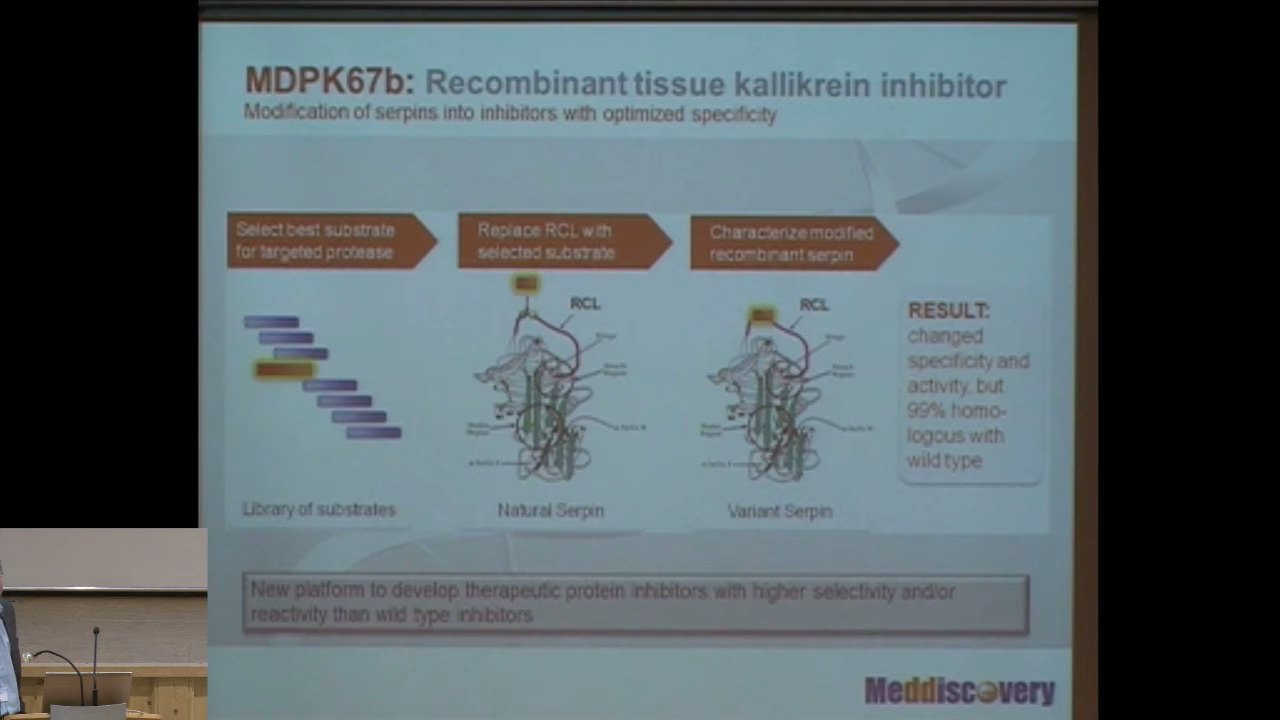 MDPK67b: Recombinant tissue kallikrein inhibitor
Modification of serpins into inhibitors with optimized specificity
Select best substrate
for targeted protease
Replace RCL with
selected substrate
Characterize modified
recombinant serpin
RCL
RCL
RESULT:
changed
specificity and
activity, but
99% homo-
logous with
wild type
Library of substrates
Natural Serpin
Variant Serpin
New platform to develop therapeutic protein inhibitors with higher selectivity and/or
reactivity than wild type inhibitors
Meddiscovery